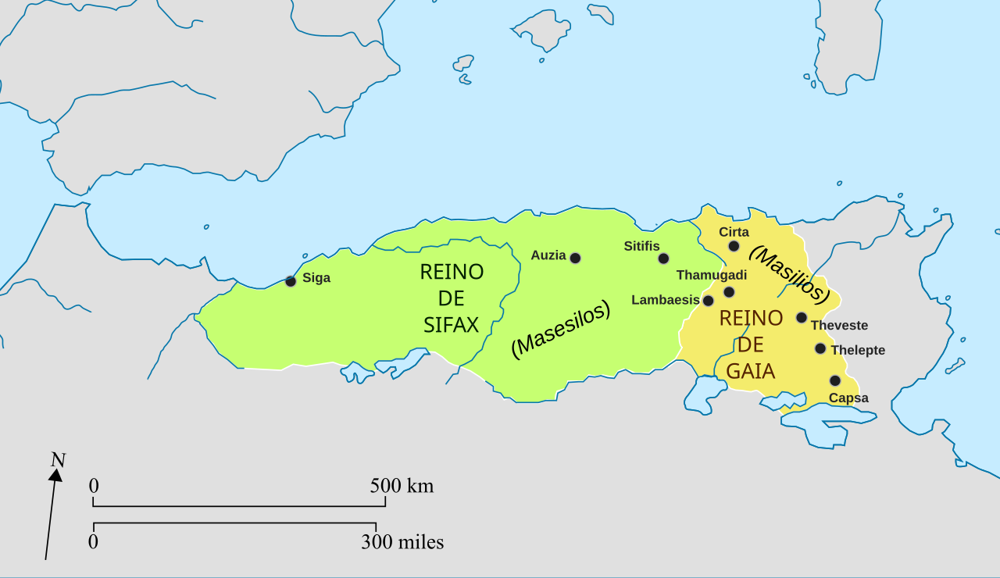 Cirta
Sitifis
Auzia
(Masilios)
Siga
REINO
DE
SIFAX
Thamugadi
Lambaesis
(Masesilos)
REINO
DE
GAIA
Theveste
Thelepte
Capsa
N
0
500 km
0
300 miles